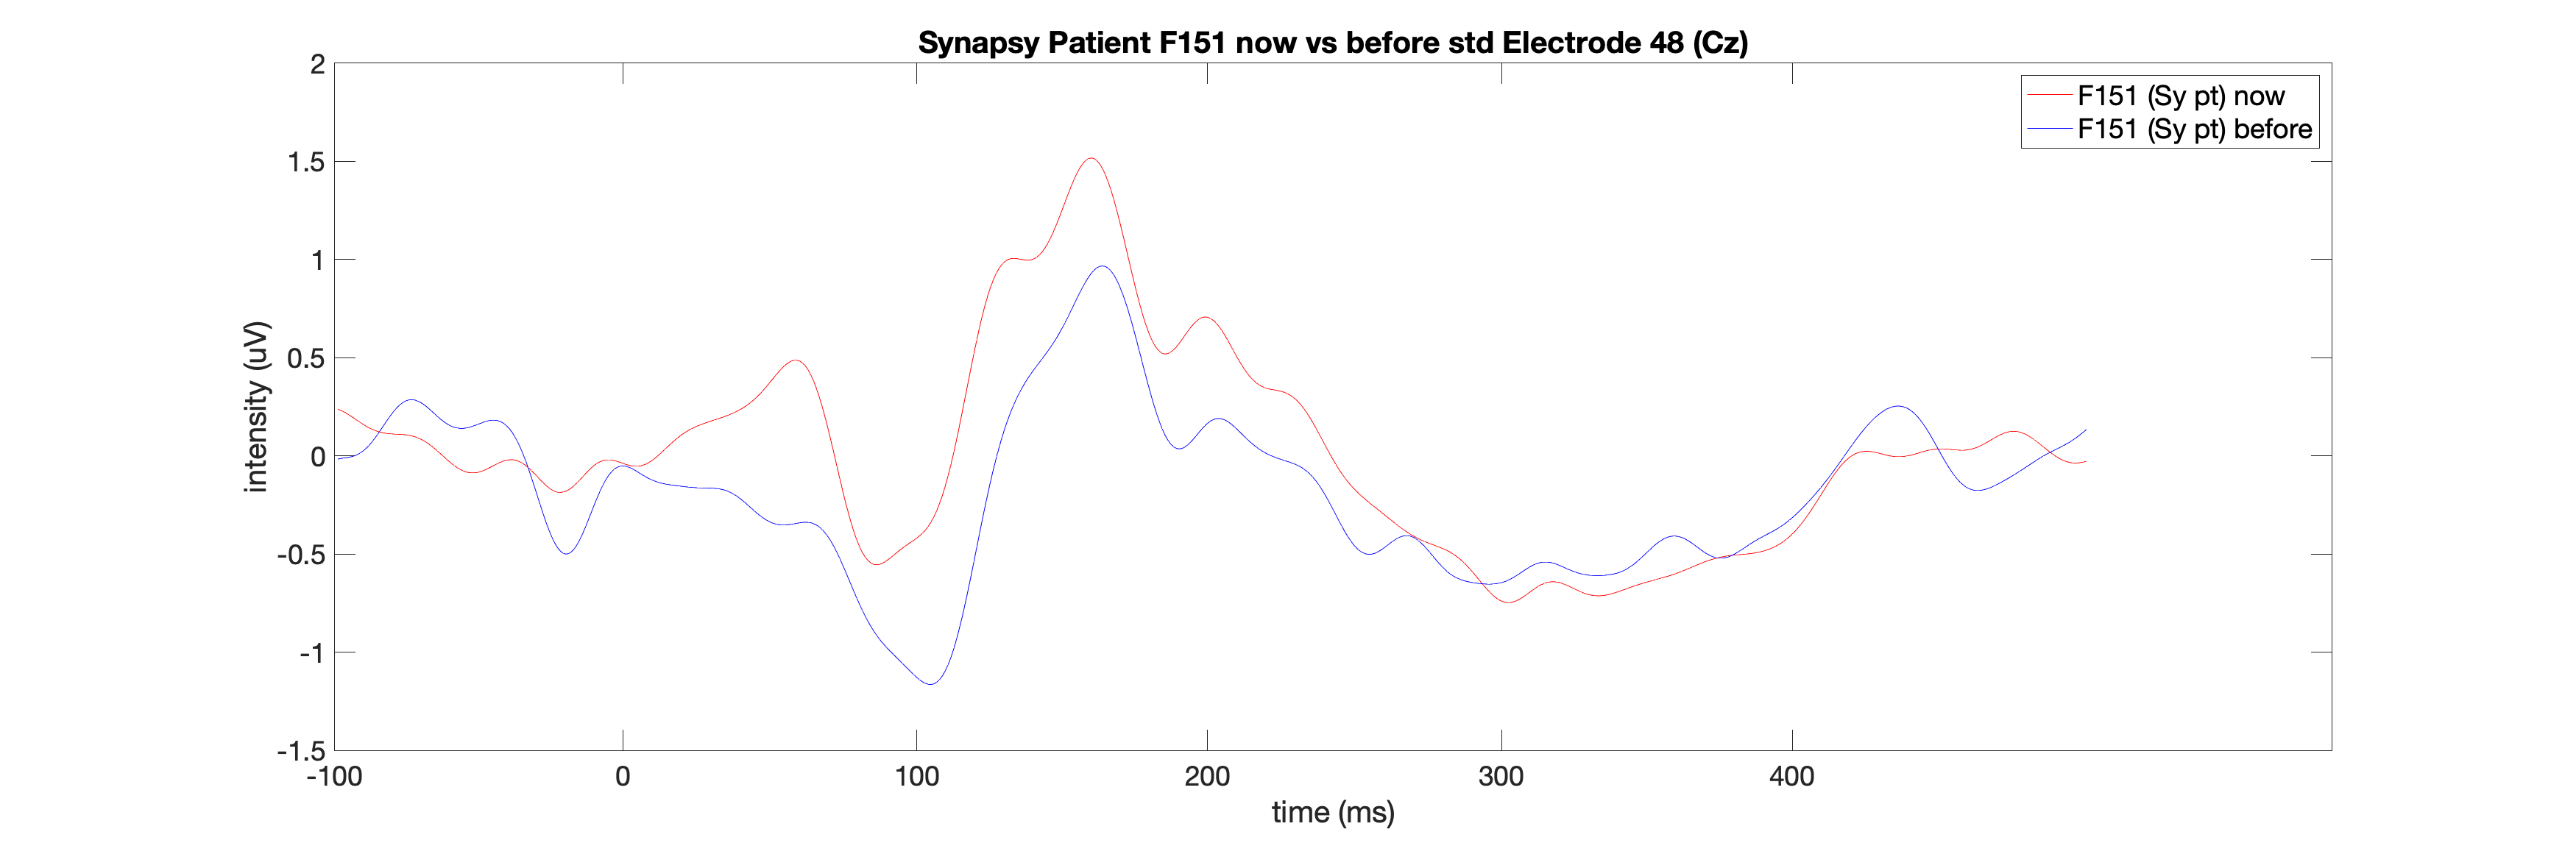 Synapsy Patient F151 now vs before std Electrode 48 (Cz)
F151 (Sy pt) now
F151 (Sy pt) before
intensity (uV)
2
1.5
1
0.5
0
-0.5
-1
-1.5
-100 0 100 200 300 400
time (ms)